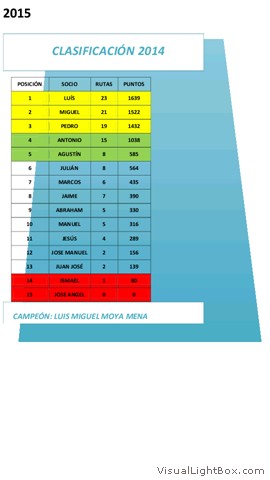 2015
CLASIFICACIÓN 2014
POSICIÓN SOCIO RUTAS PUNTOS
1 LUÍS 23 1639
2 MIGUEL 21 1522
3 PEDRO 19 1432
4 ANTONIO 15 1038
5 AGUSTÍN 8 585
6 JULIÁN 8 564
7 MARCOS 6 435
8 JAIME 7 390
9 ABRAHAM 5 330
10 MANUEL 5 316
11 JESÚS 4 289
12 JOSE MANUEL 2 156
13 JUAN JOSÉ 2 139
14 ISMAEL 1 80
15 JOSE ANGEL 0 0
CAMPEÓN: LUIS MIGUEL MOYA MENA
VisualLightBox.com